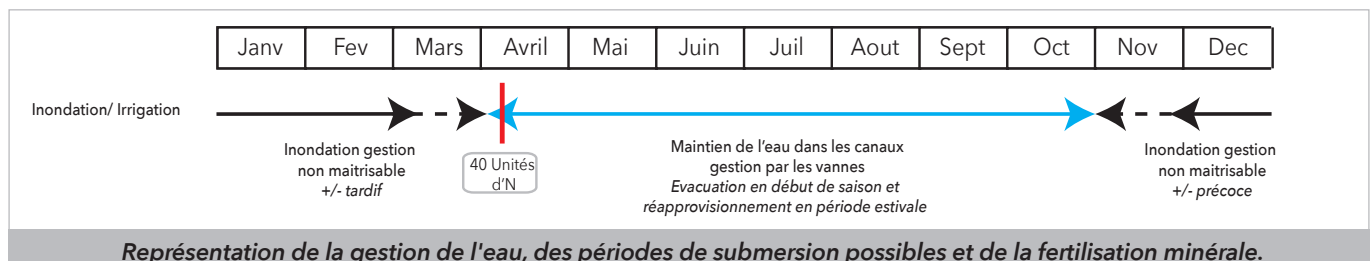 Janv Fev Mars Avril Mai Juin Juil Aout Sept Oct Nov Dec
Inondation/ Irrigation
Inondation gestion
non maitrisable
+/- tardif
40 Unités
d'N
Maintien de l'eau dans les canaux
gestion par les vannes
Evacuation en début de saison et
réapprovisionnement en période estivale
Inondation gestion
non maitrisable
+/- précoce
Représentation de la gestion de l'eau, des périodes de submersion possibles et de la fertilisation minérale.